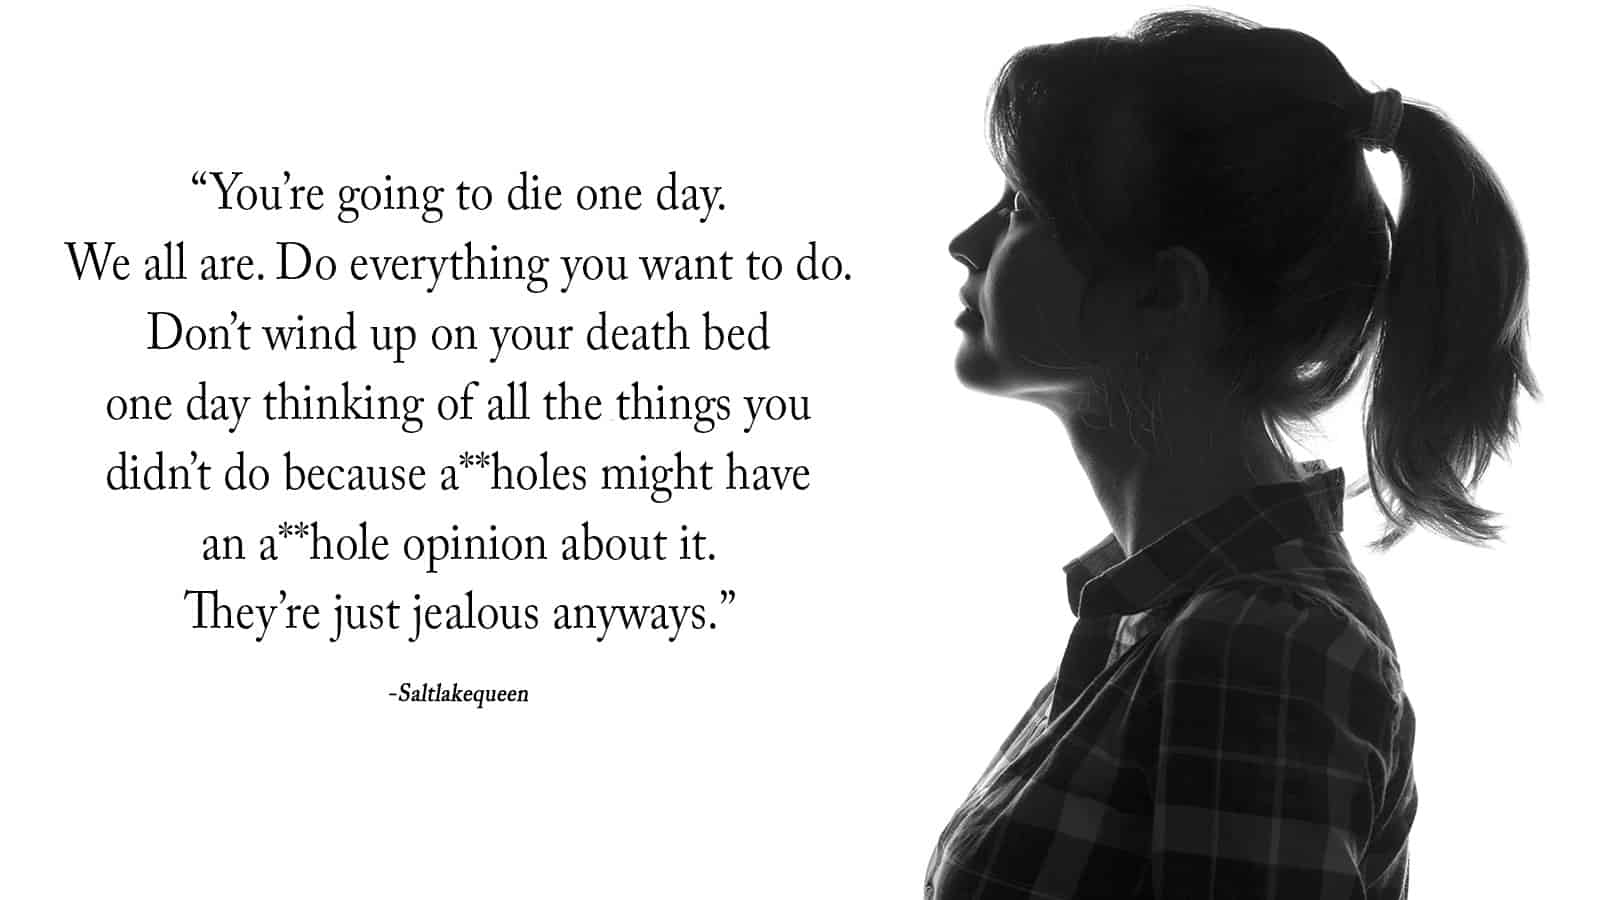 “You’re going to die one day.
We all are. Do everything you want to do.
Don’t wind up on your death bed
one day thinking of all the things you
didn’t do because a**holes might have
an a**hole opinion about it.
They’re just jealous anyways.”
-Saltlakequeen